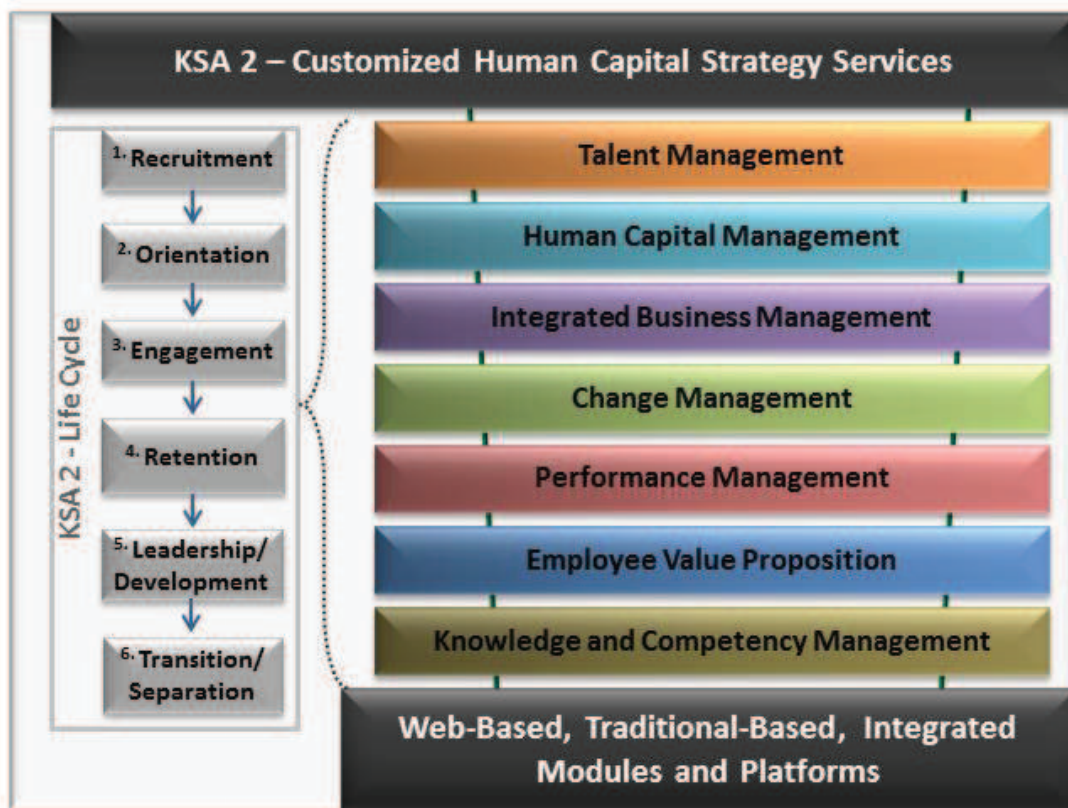 KSA 2 – Customized Human Capital Strategy Services
KSA 2 - Life Cycle
1. Recruitment
2. Orientation
3. Engagement
4. Retention
5. Leadership/
Development
6. Transition/
Separation
Talent Management
Human Capital Management
Integrated Business Management
Change Management
Performance Management
Employee Value Proposition
Knowledge and Competency Management
Web-Based, Traditional-Based, Integrated
Modules and Platforms